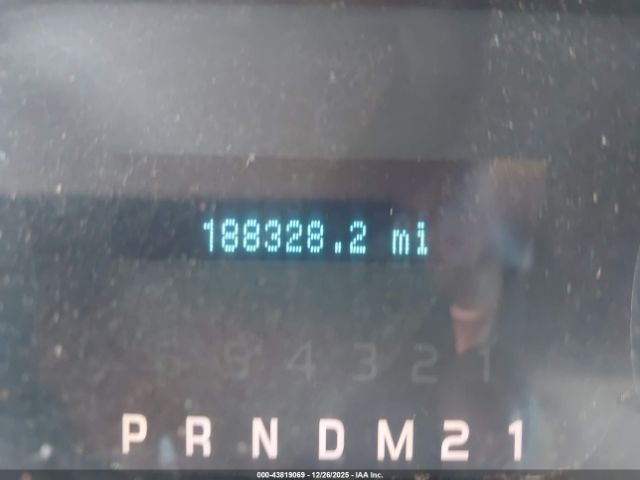 188328.2 mi
6 5 4 3 2 1
P R N D M 2 1
000-43819069 - 12/26/2025 - IAA Inc.